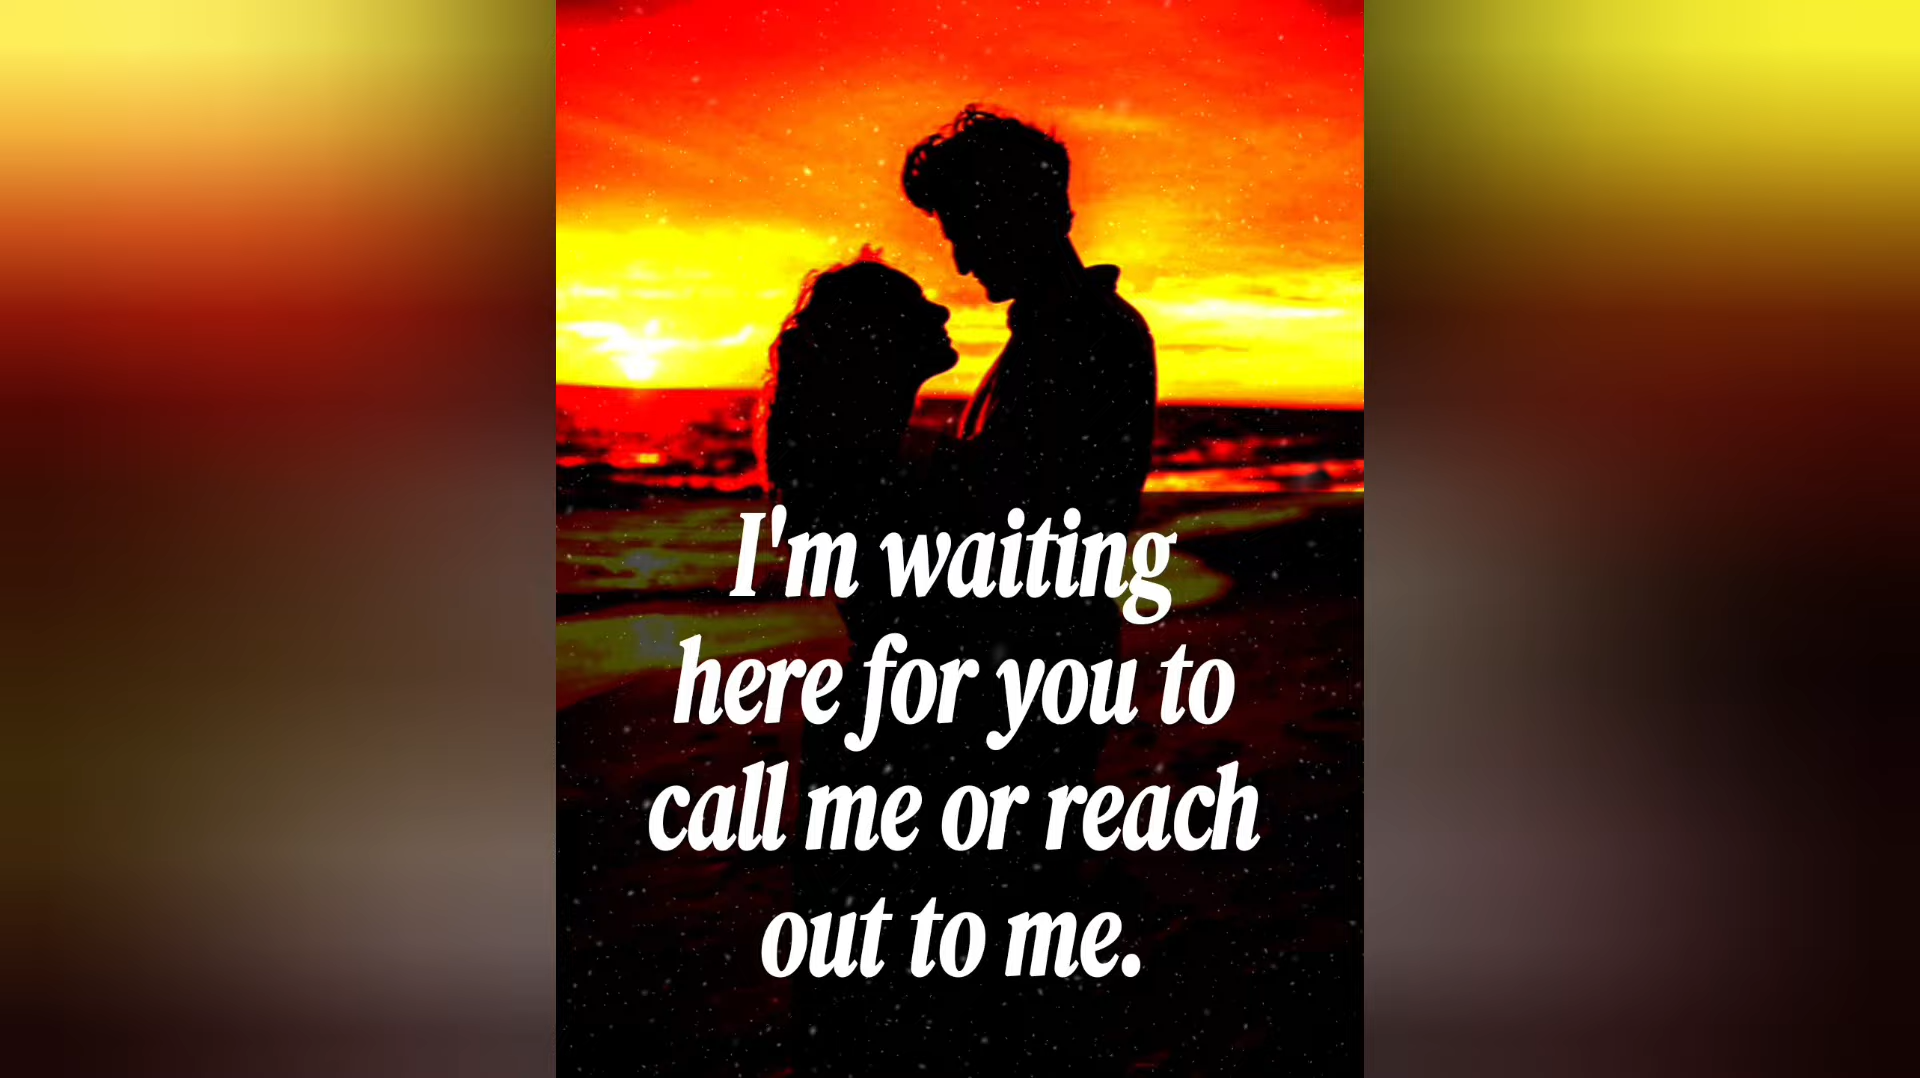 I'm waiting
here for you to
call me or reach
out to me.